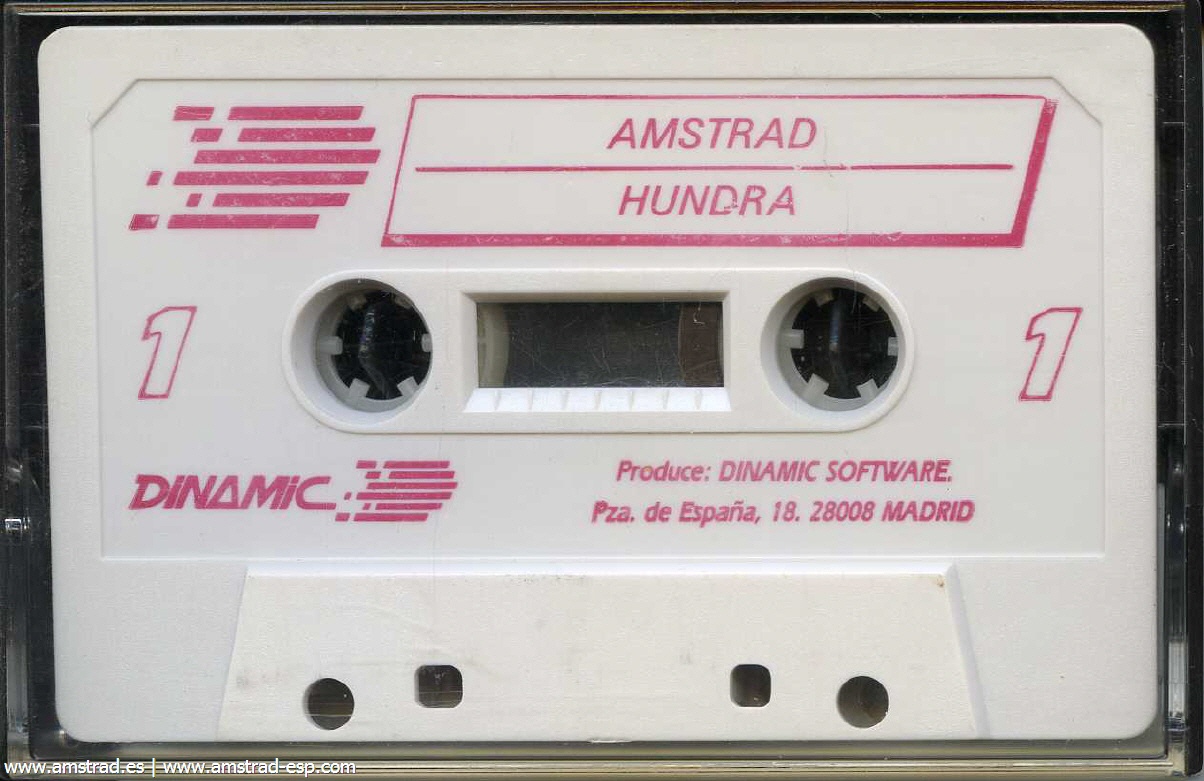 AMSTRAD
HUNDRA
1
1
DINAMIC
Produce: DINAMIC SOFTWARE.
Pza. de España, 18. 28008 MADRID
www.amstrad.es | www.amstrad-esp.com